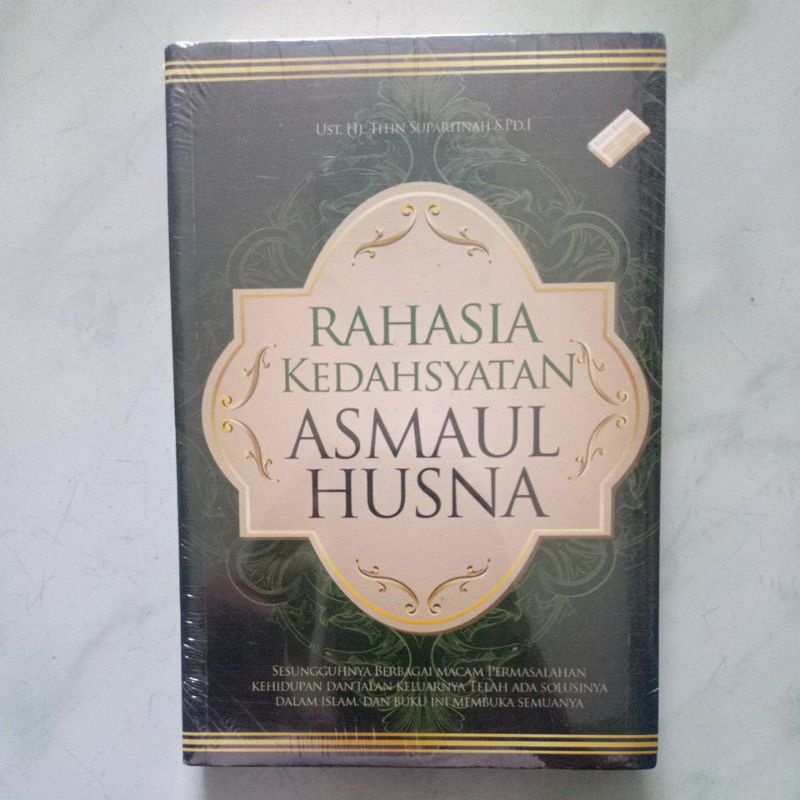 Ust. Hj. Titin Supartinah S.Pd.I
RAHASIA
KEDAHSYATAN
ASMAUL
HUSNA
SESUNGGUHNYA BERBAGAI MACAM PERMASALAHAN
KEHIDUPAN DAN JALAN KELUARNYA TELAH ADA SOLUSINYA
DALAM ISLAM, DAN BUKU INI MEMBUKA SEMUANYA